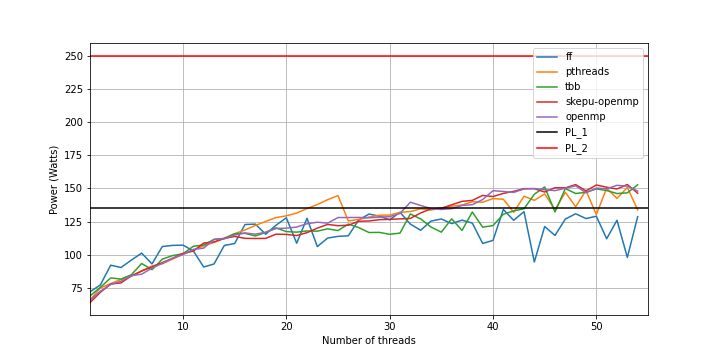 250
225
200
175
150
125
100
75
Power (Watts)
10
20
30
40
50
Number of threads
ff
pthreads
tbb
skepu-openmp
openmp
PL_1
PL_2